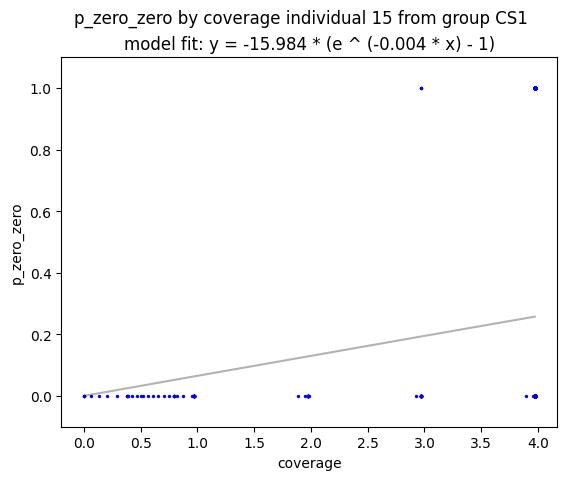 p_zero_zero by coverage individual 15 from group CS1
model fit: y = -15.984 * (e ^ (-0.004 * x) - 1)
1.0
0.8
0.6
0.4
0.2
0.0
p_zero_zero
0.0 0.5 1.0 1.5 2.0 2.5 3.0 3.5 4.0
coverage